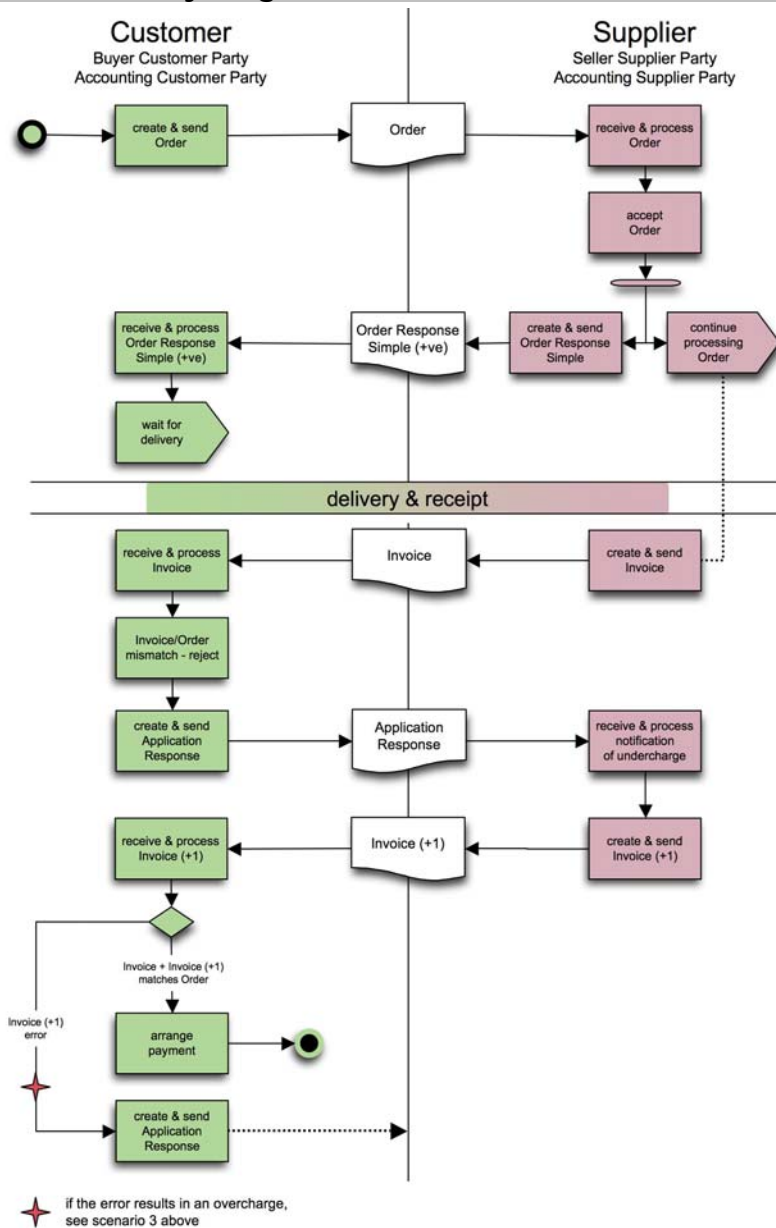 Customer
Buyer Customer Party
Accounting Customer Party
Supplier
Seller Supplier Party
Accounting Supplier Party
create & send
Order
Order
receive & process
Order
accept
Order
receive & process
Order Response
Simple (+ve)
Order Response
Simple (+ve)
create & send
Order Response
Simple
continue
processing
Order
wait for
delivery
delivery & receipt
receive & process
Invoice
Invoice
create & send
Invoice
Invoice/Order
mismatch - reject
create & send
Application
Response
Application
Response
receive & process
notification
of undercharge
receive & process
Invoice (+1)
Invoice (+1)
create & send
Invoice (+1)
Invoice + Invoice (+1)
matches Order
Invoice (+1)
error
arrange
payment
create & send
Application
Response
if the error results in an overcharge,
see scenario 3 above